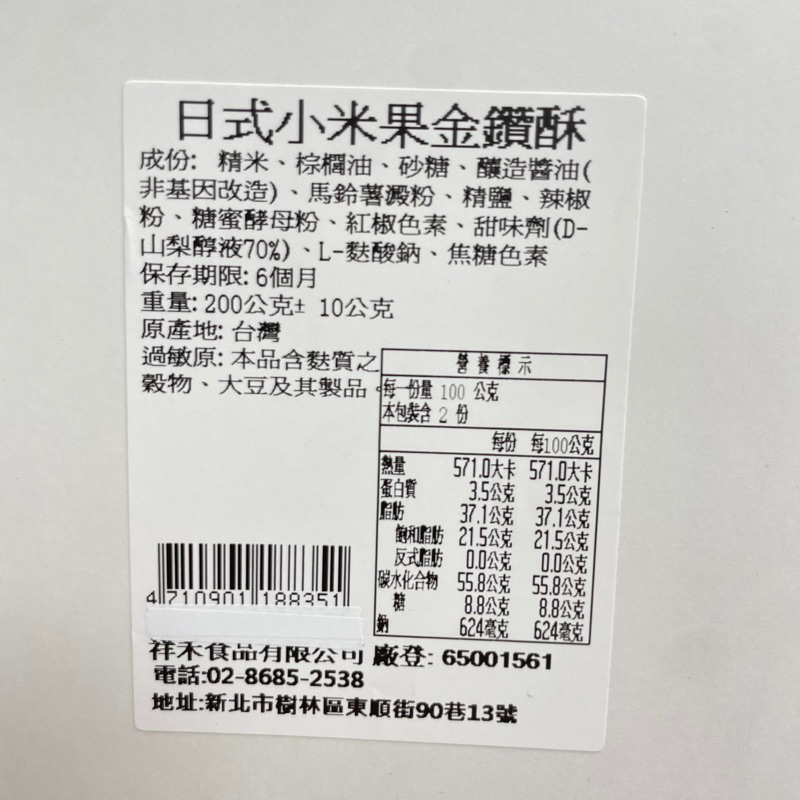 日式小米果金鑽酥
成份: 精米、棕櫚油、砂糖、釀造醬油(
非基因改造)、馬鈴薯澱粉、精鹽、辣椒
粉、糖蜜酵母粉、紅椒色素、甜味劑(D-
山梨醇液70%)、L-麩酸鈉、焦糖色素
保存期限: 6個月
重量: 200公克± 10公克
原產地: 台灣
過敏原: 本品含麩質之
穀物、大豆及其製品。
營養標示
每一份量 100 公克
本包裝含 2 份
每份 每100公克
熱量 571.0大卡 571.0大卡
蛋白質 3.5公克 3.5公克
脂肪 37.1公克 37.1公克
飽和脂肪 21.5公克 21.5公克
反式脂肪 0.0公克 0.0公克
碳水化合物 55.8公克 55.8公克
糖 8.8公克 8.8公克
鈉 624毫克 624毫克
4 710901 188351
祥禾食品有限公司 廠登: 65001561
電話:02-8685-2538
地址:新北市樹林區東順街90巷13號